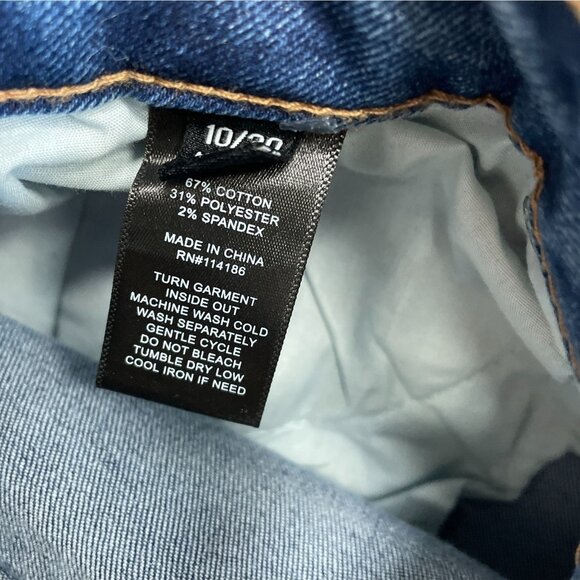 10/
67% COTTON
31% POLYESTER
2% SPANDEX
MADE IN CHINA
RN#114186
TURN GARMENT
INSIDE OUT
MACHINE WASH COLD
WASH SEPARATELY
GENTLE CYCLE
DO NOT BLEACH
TUMBLE DRY LOW
COOL IRON IF NEED